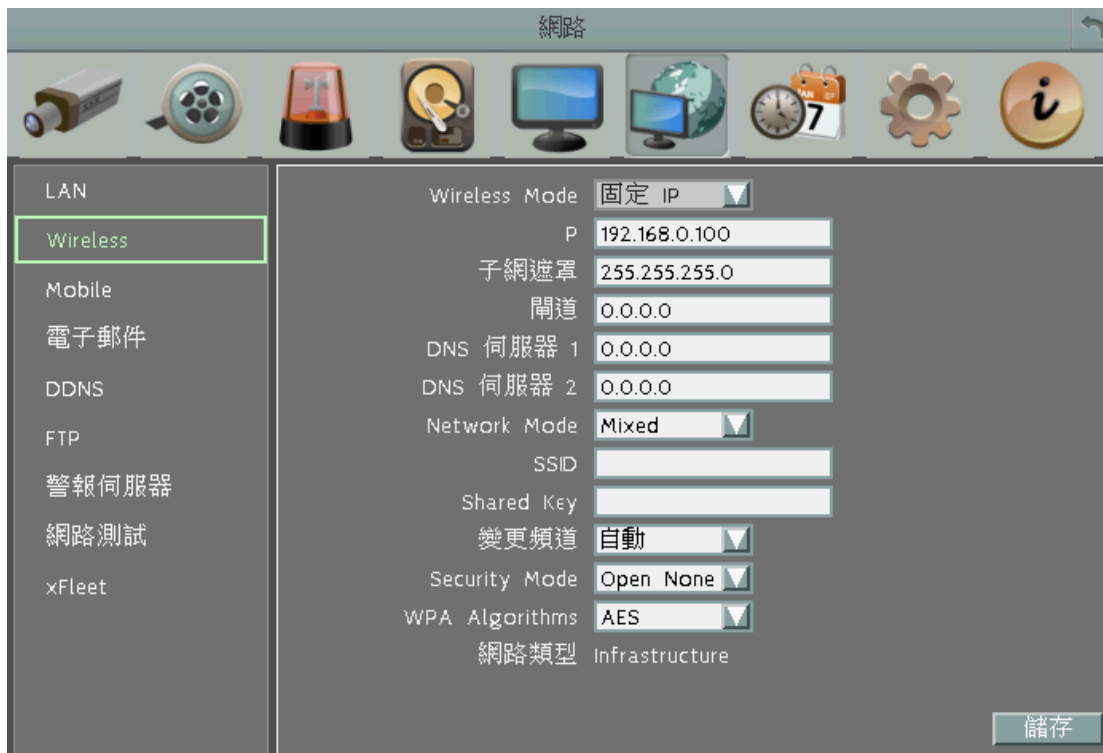 網路
JAN
7
i
LAN
Wireless
Mobile
電子郵件
DDNS
FTP
警報伺服器
網路測試
xFleet
Wireless Mode 固定 IP
P 192.168.0.100
子網遮罩 255.255.255.0
閘道 0.0.0.0
DNS 伺服器 1 0.0.0.0
DNS 伺服器 2 0.0.0.0
Network Mode Mixed
SSID
Shared Key
變更頻道 自動
Security Mode Open None
WPA Algorithms AES
網路類型 Infrastructure
儲存